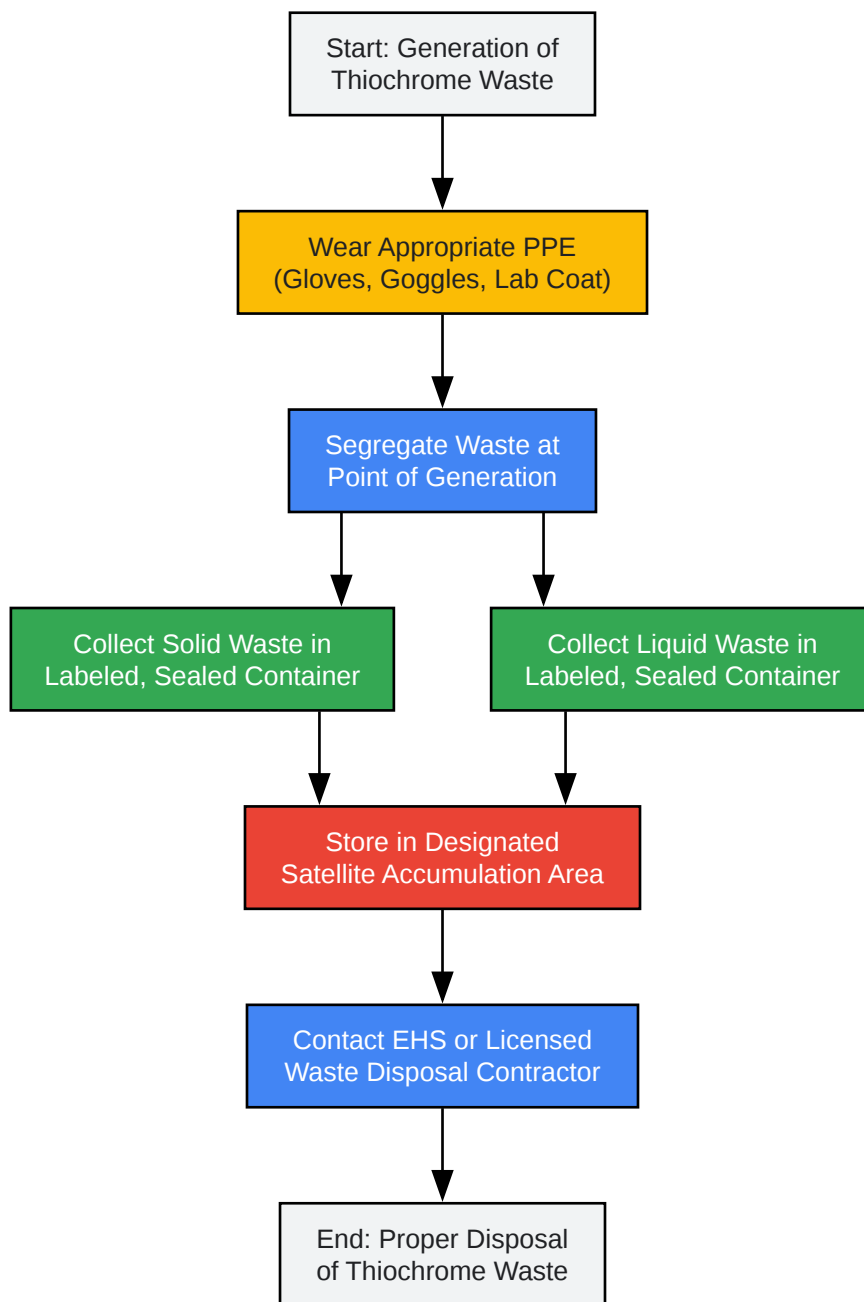 Start: Generation of
Thiochrome Waste
Wear Appropriate PPE
(Gloves, Goggles, Lab Coat)
Segregate Waste at
Point of Generation
Collect Solid Waste in
Labeled, Sealed Container
Collect Liquid Waste in
Labeled, Sealed Container
Store in Designated
Satellite Accumulation Area
Contact EHS or Licensed
Waste Disposal Contractor
End: Proper Disposal
of Thiochrome Waste